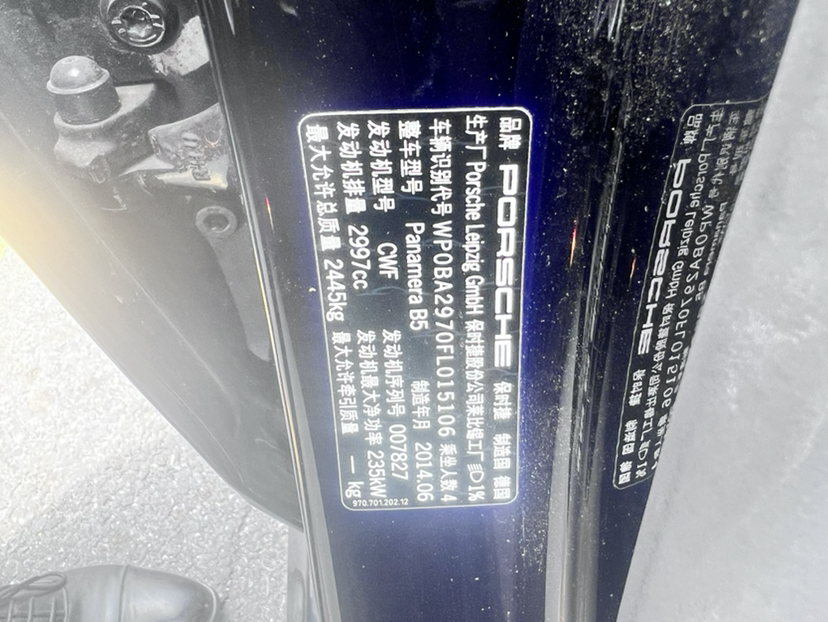 品牌 PORSCHE 保时捷 制造国 德国
生产厂 Porsche Leipzig GmbH 保时捷股份公司莱比锡工厂 1%
车辆识别代号 WP0BA2970FL015106 乘坐人数 4
整车型号 Panamera B5 制造年月 2014.06
发动机型号 CWF 发动机序列号 007827
发动机排量 2997cc 发动机最大净功率 235kW
最大允许总质量 2445kg 最大允许牵引质量 — kg
970.701.202.12